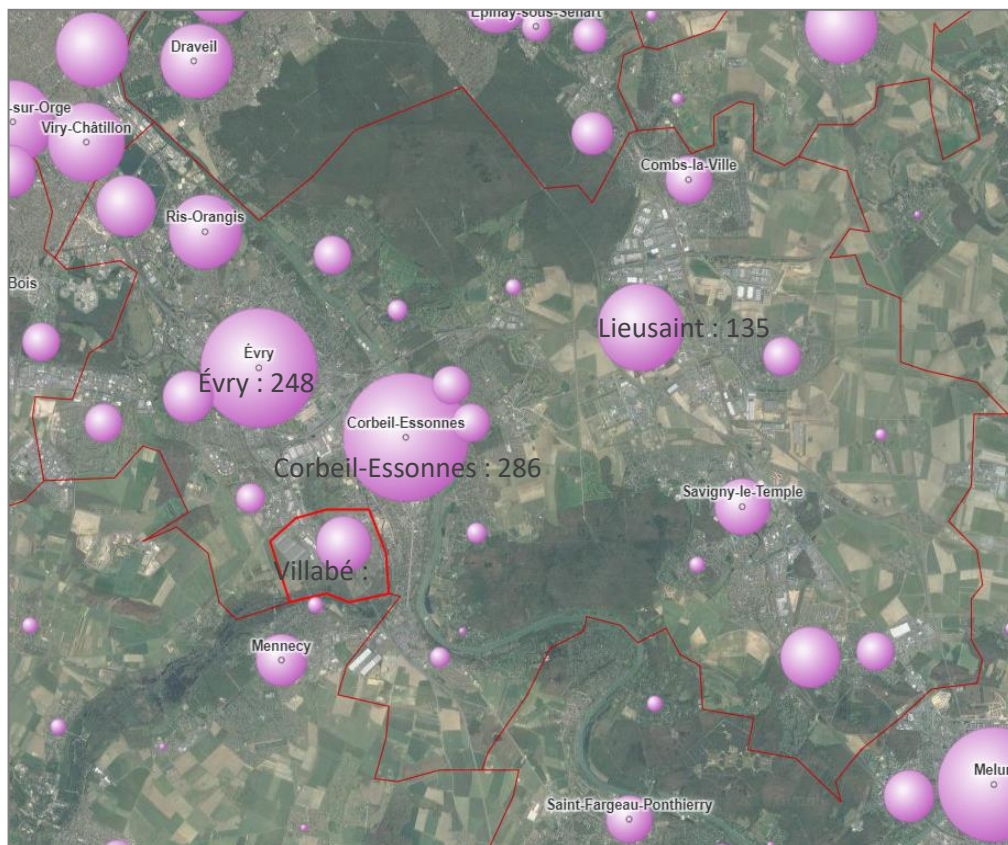 Épinay-sous-Sénart
Draveil
-sur-Orge
Viry-Châtillon
Combs-la-Ville
Ris-Orangis
Bois
Lieusaint : 135
Évry
Évry : 248
Corbeil-Essonnes
Corbeil-Essonnes : 286
Savigny-le-Temple
Villabé :
Mennecy
Melun
Saint-Fargeau-Ponthierry